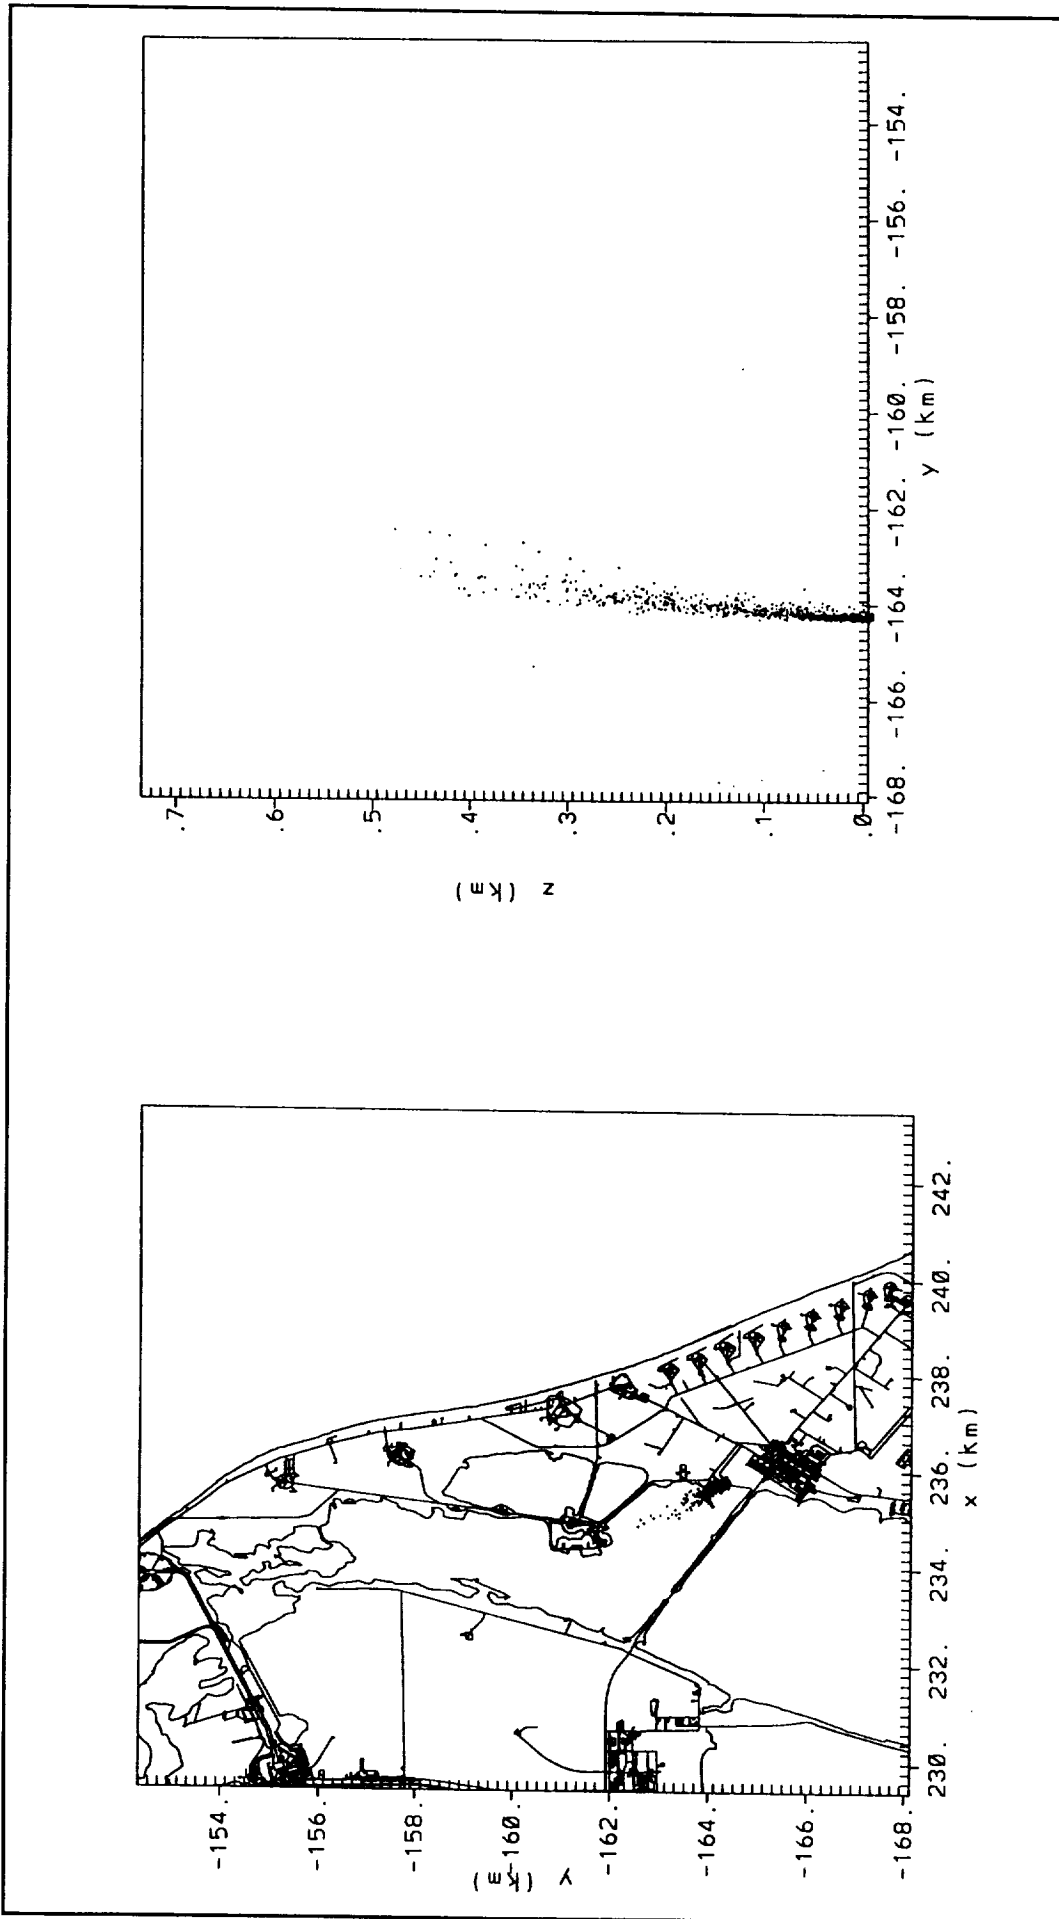 y (km)
-154.
-156.
-158.
-160.
-162.
-164.
-166.
-168.
230. 232. 234. 236. 238. 240. 242.
x (km)
z (km)
.7
.6
.5
.4
.3
.2
.1
.0
-168. -166. -164. -162. -160. -158. -156. -154.
y (km)